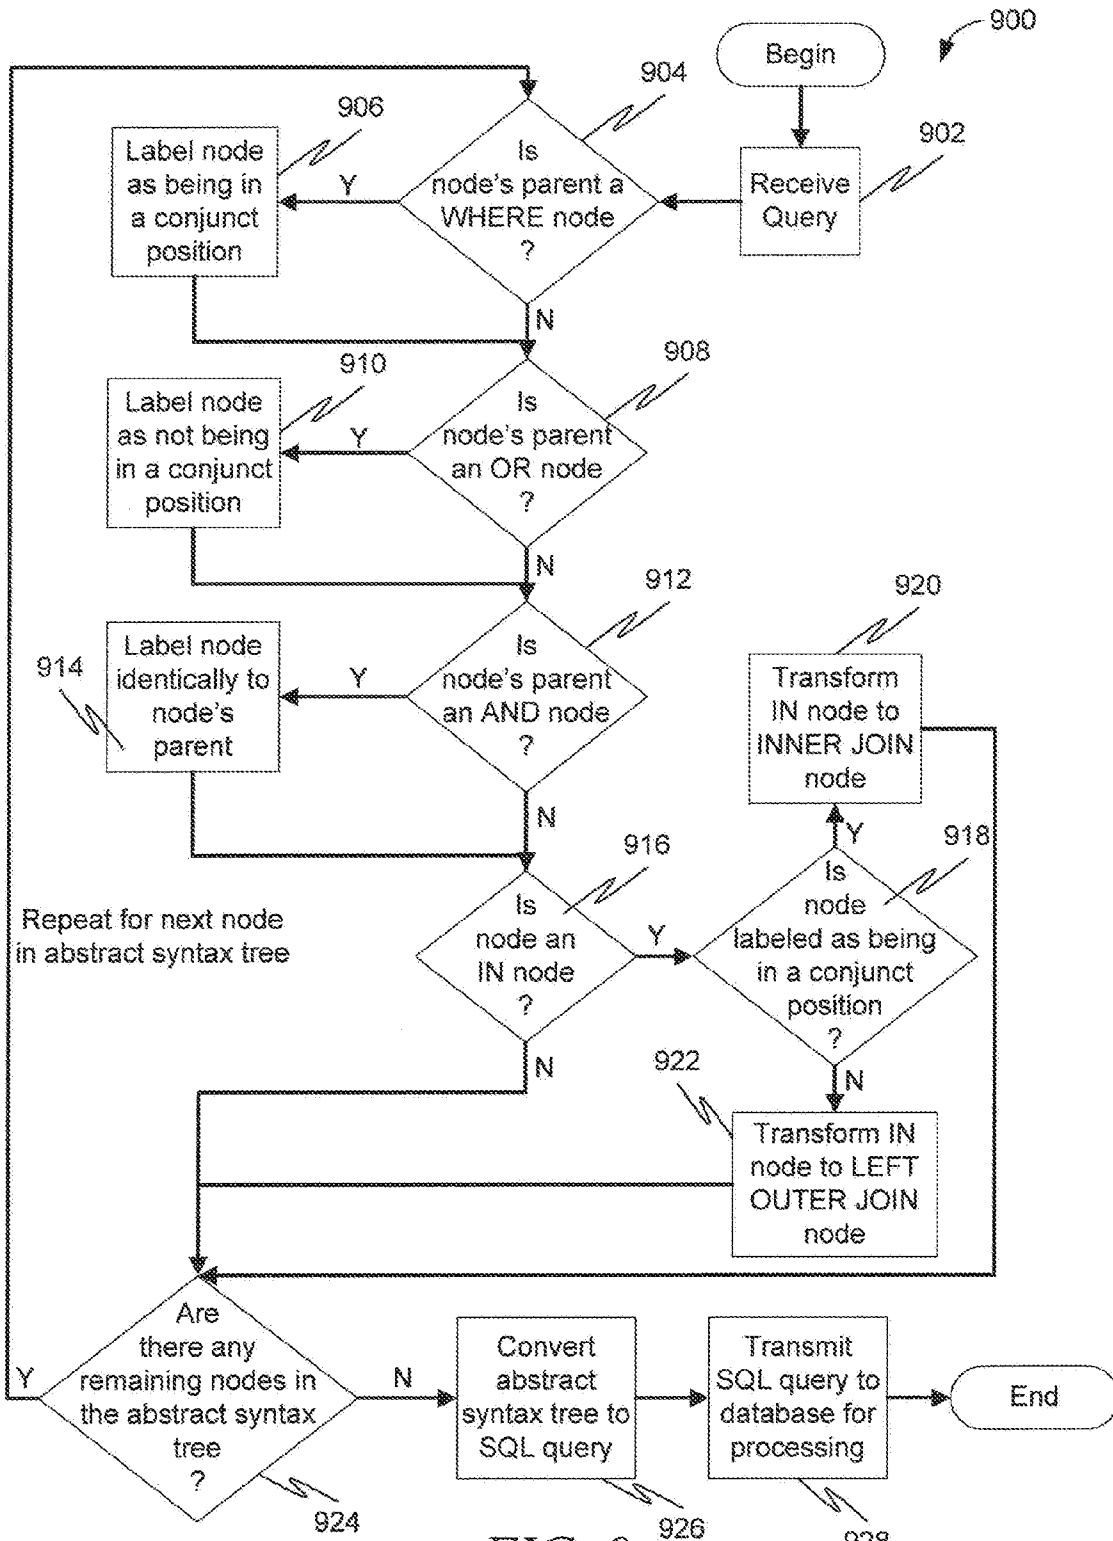 900
Begin
904
906
902
Label node
as being in
a conjunct
position
Y
Is
node's parent a
WHERE node
?
Receive
Query
N
910
908
Label node
as not being
in a conjunct
position
Y
Is
node's parent
an OR node
?
N
912
920
914
Label node
identically to
node's
parent
Y
Is
node's parent
an AND node
?
Transform
IN node to
INNER JOIN
node
N
Y
916
918
Repeat for next node
in abstract syntax tree
Is
node an
IN node
?
Y
Is
node
labeled as being
in a conjunct
position
?
N
N
922
Transform IN
node to LEFT
OUTER JOIN
node
Y
Are
there any
remaining nodes in
the abstract syntax
tree
?
N
Convert
abstract
syntax tree to
SQL query
Transmit
SQL query to
database for
processing
End
924
926
928